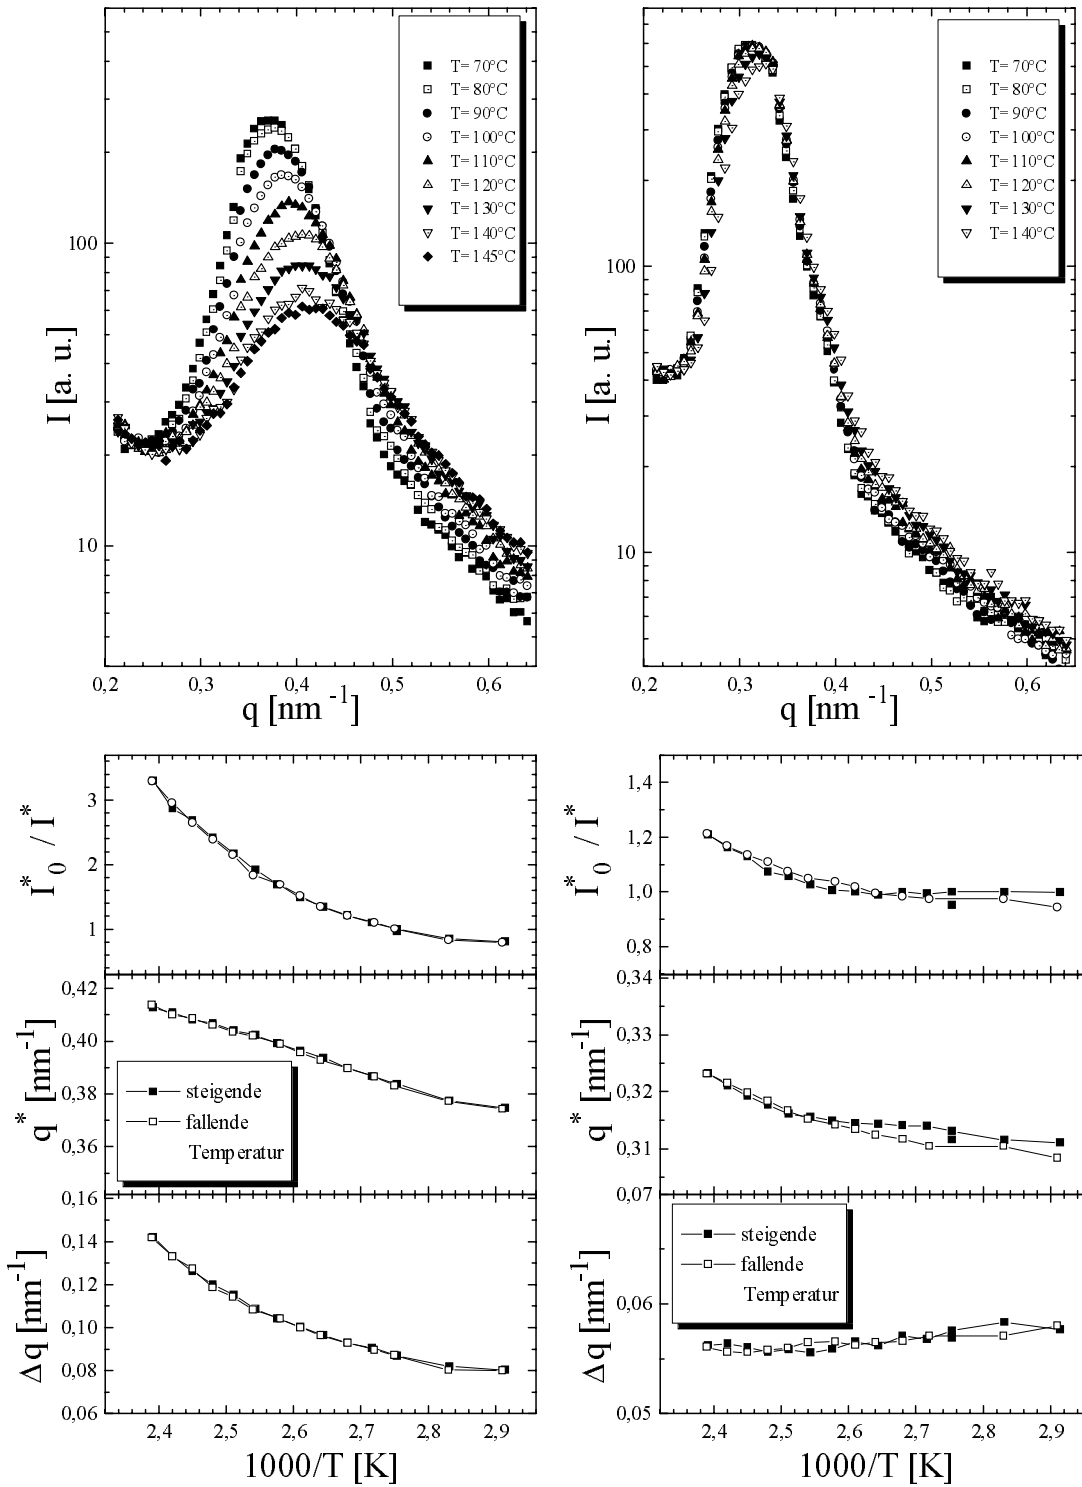 T= 70°C
T= 80°C
T= 90°C
T= 100°C
T= 110°C
T= 120°C
T= 130°C
T= 140°C
T= 145°C
100
10
I [a. u.]
0,2 0,3 0,4 0,5 0,6
q [nm -1]
T= 70°C
T= 80°C
T= 90°C
T= 100°C
T= 110°C
T= 120°C
T= 130°C
T= 140°C
100
10
I [a. u.]
0,2 0,3 0,4 0,5 0,6
q [nm -1]
3
2
1
I*0 / I*
0,42
0,40
0,38
0,36
q* [nm-1]
steigende
fallende
Temperatur
0,16
0,14
0,12
0,10
0,08
0,06
Δq [nm-1]
2,4 2,5 2,6 2,7 2,8 2,9
1000/T [K]
1,4
1,2
1,0
0,8
I*0 / I*
0,34
0,33
0,32
0,31
q* [nm-1]
0,07
0,06
0,05
Δq [nm-1]
steigende
fallende
Temperatur
2,4 2,5 2,6 2,7 2,8 2,9
1000/T [K]